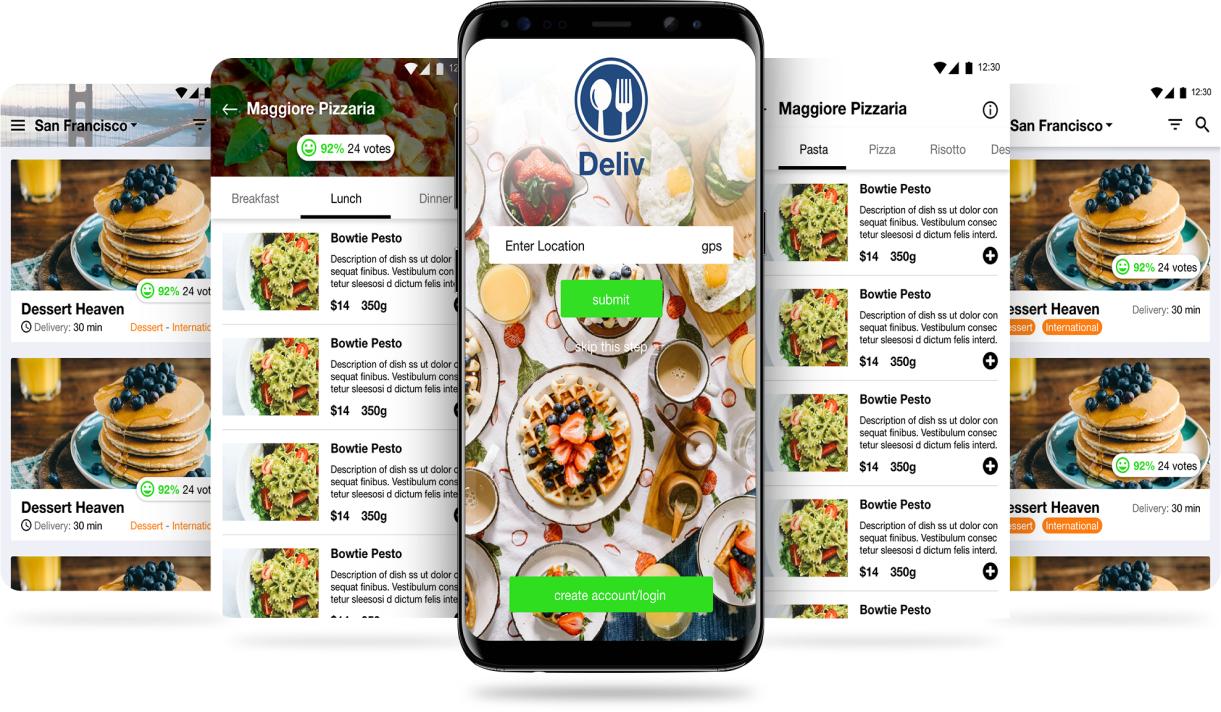 San Francisco
92% 24 vot
Dessert Heaven
Delivery: 30 min
Dessert - Internatio
92% 24 vot
Dessert Heaven
Delivery: 30 min
Dessert - Internatio
12
Maggiore Pizzaria
92% 24 votes
Breakfast Lunch Dinner
Bowtie Pesto
Description of dish ss ut dolor
sequat finibus. Vestibulum con
tetur sleesosi d dictum felis inte
$14 350g
Bowtie Pesto
Description of dish ss ut dolor c
sequat finibus. Vestibulum cons
tetur sleesosi d dictum felis inte
$14 350g
Bowtie Pesto
Description of dish ss ut dolor c
sequat finibus. Vestibulum cons
tetur sleesosi d dictum felis inte
$14 350g
Bowtie Pesto
Description of dish ss ut dolor c
sequat finibus. Vestibulum cons
tetur sleesosi d dictum felis inte
Deliv
Enter Location gps
submit
skip this step
create account/login
12:30
Maggiore Pizzaria
Pasta Pizza Risotto Des
Bowtie Pesto
Description of dish ss ut dolor con
sequat finibus. Vestibulum consec
tetur sleesosi d dictum felis interd.
$14 350g
Bowtie Pesto
Description of dish ss ut dolor con
sequat finibus. Vestibulum consec
tetur sleesosi d dictum felis interd.
$14 350g
Bowtie Pesto
Description of dish ss ut dolor con
sequat finibus. Vestibulum consec
tetur sleesosi d dictum felis interd.
$14 350g
Bowtie Pesto
Description of dish ss ut dolor con
sequat finibus. Vestibulum consec
tetur sleesosi d dictum felis interd.
$14 350g
Bowtie Pesto
12:30
San Francisco
92% 24 votes
Dessert Heaven
Delivery: 30 min
essert International
92% 24 votes
Dessert Heaven
Delivery: 30 min
essert International